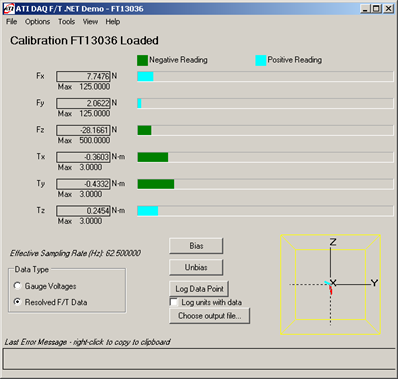 ATI DAQ F/T .NET Demo - FT13036
File Options Tools View Help
Calibration FT13036 Loaded
Negative Reading Positive Reading
Fx 7.7476 N
Max 125.0000
Fy 2.0622 N
Max 125.0000
Fz -28.1661 N
Max 500.0000
Tx -0.3603 N-m
Max 3.0000
Ty -0.4332 N-m
Max 3.0000
Tz 0.2454 N-m
Max 3.0000
Effective Sampling Rate (Hz): 62.500000
Data Type
Gauge Voltages
Resolved F/T Data
Bias
Unbias
Log Data Point
Log units with data
Choose output file...
Z
X Y
Last Error Message - right-click to copy to clipboard